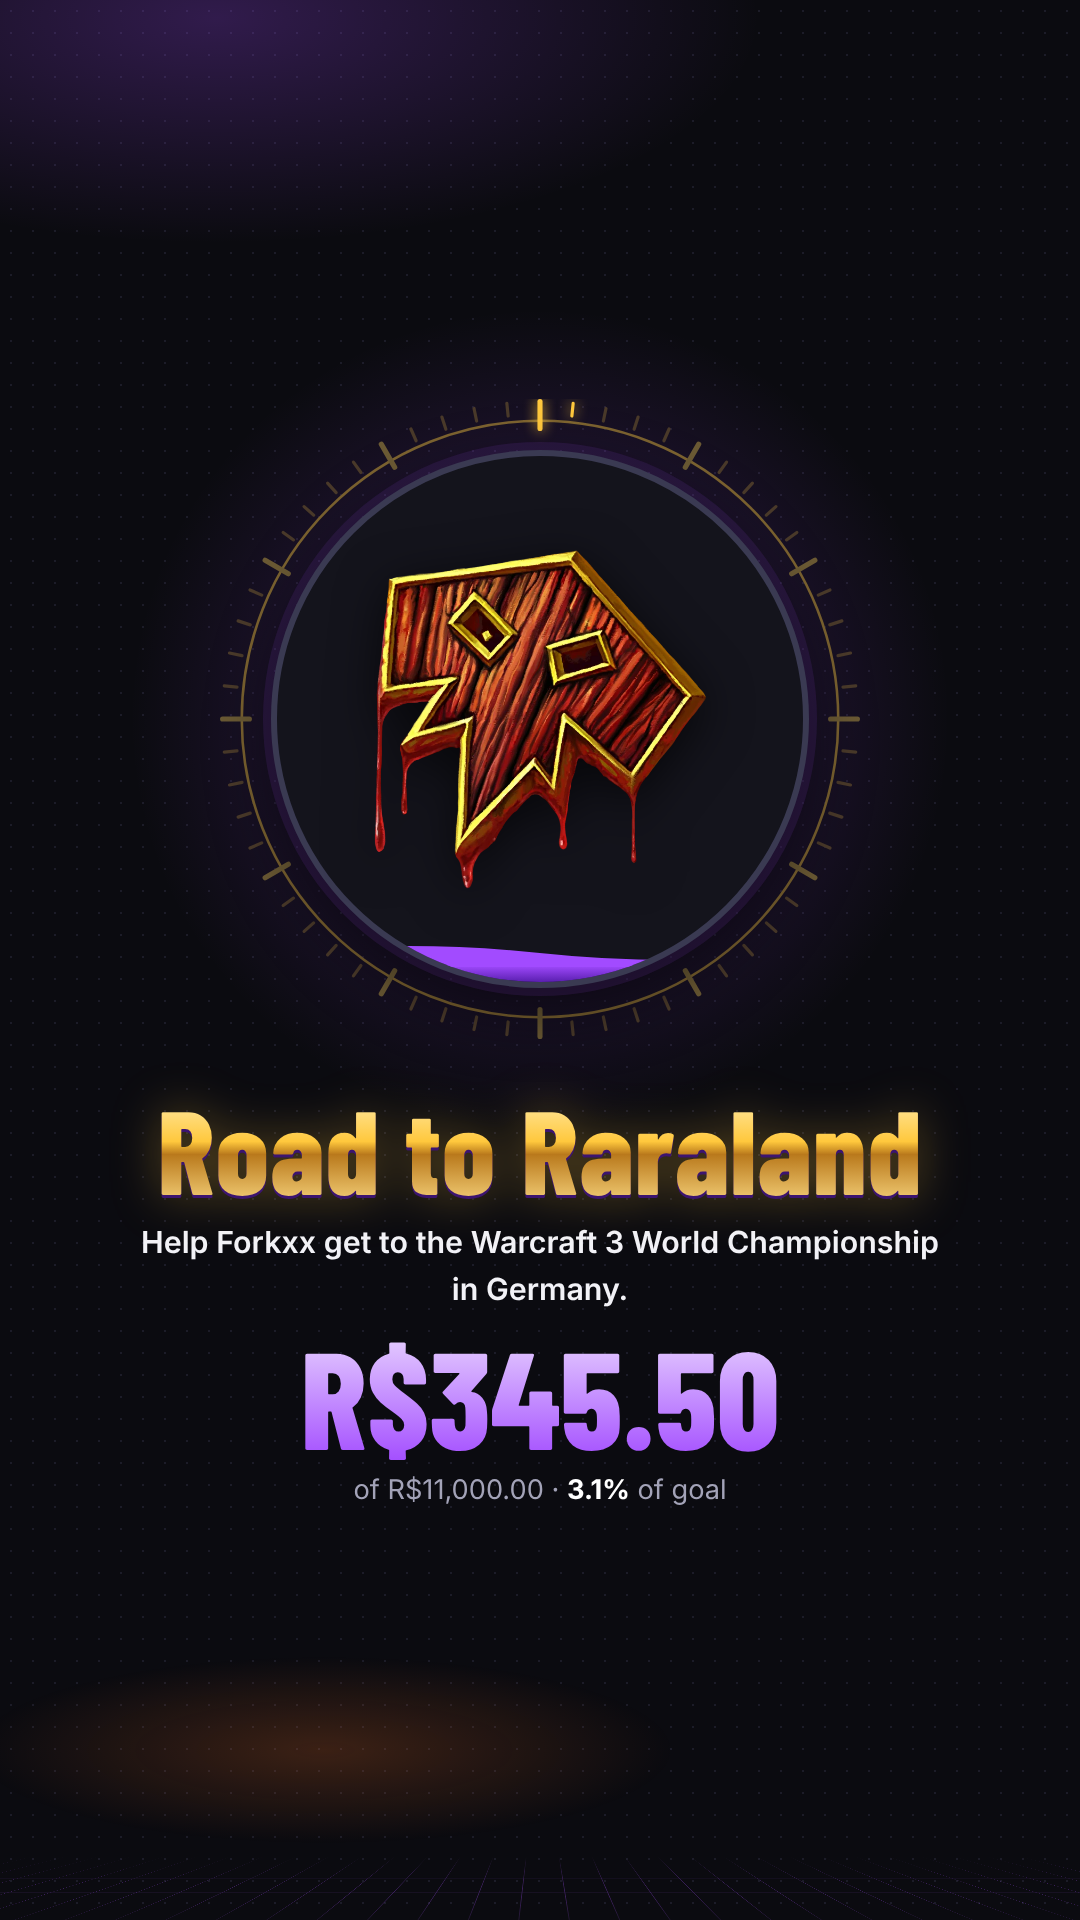 Road to Raraland
Help Forkxx get to the Warcraft 3 World Championship
in Germany.
R$345.50
of R$11,000.00 · 3.1% of goal